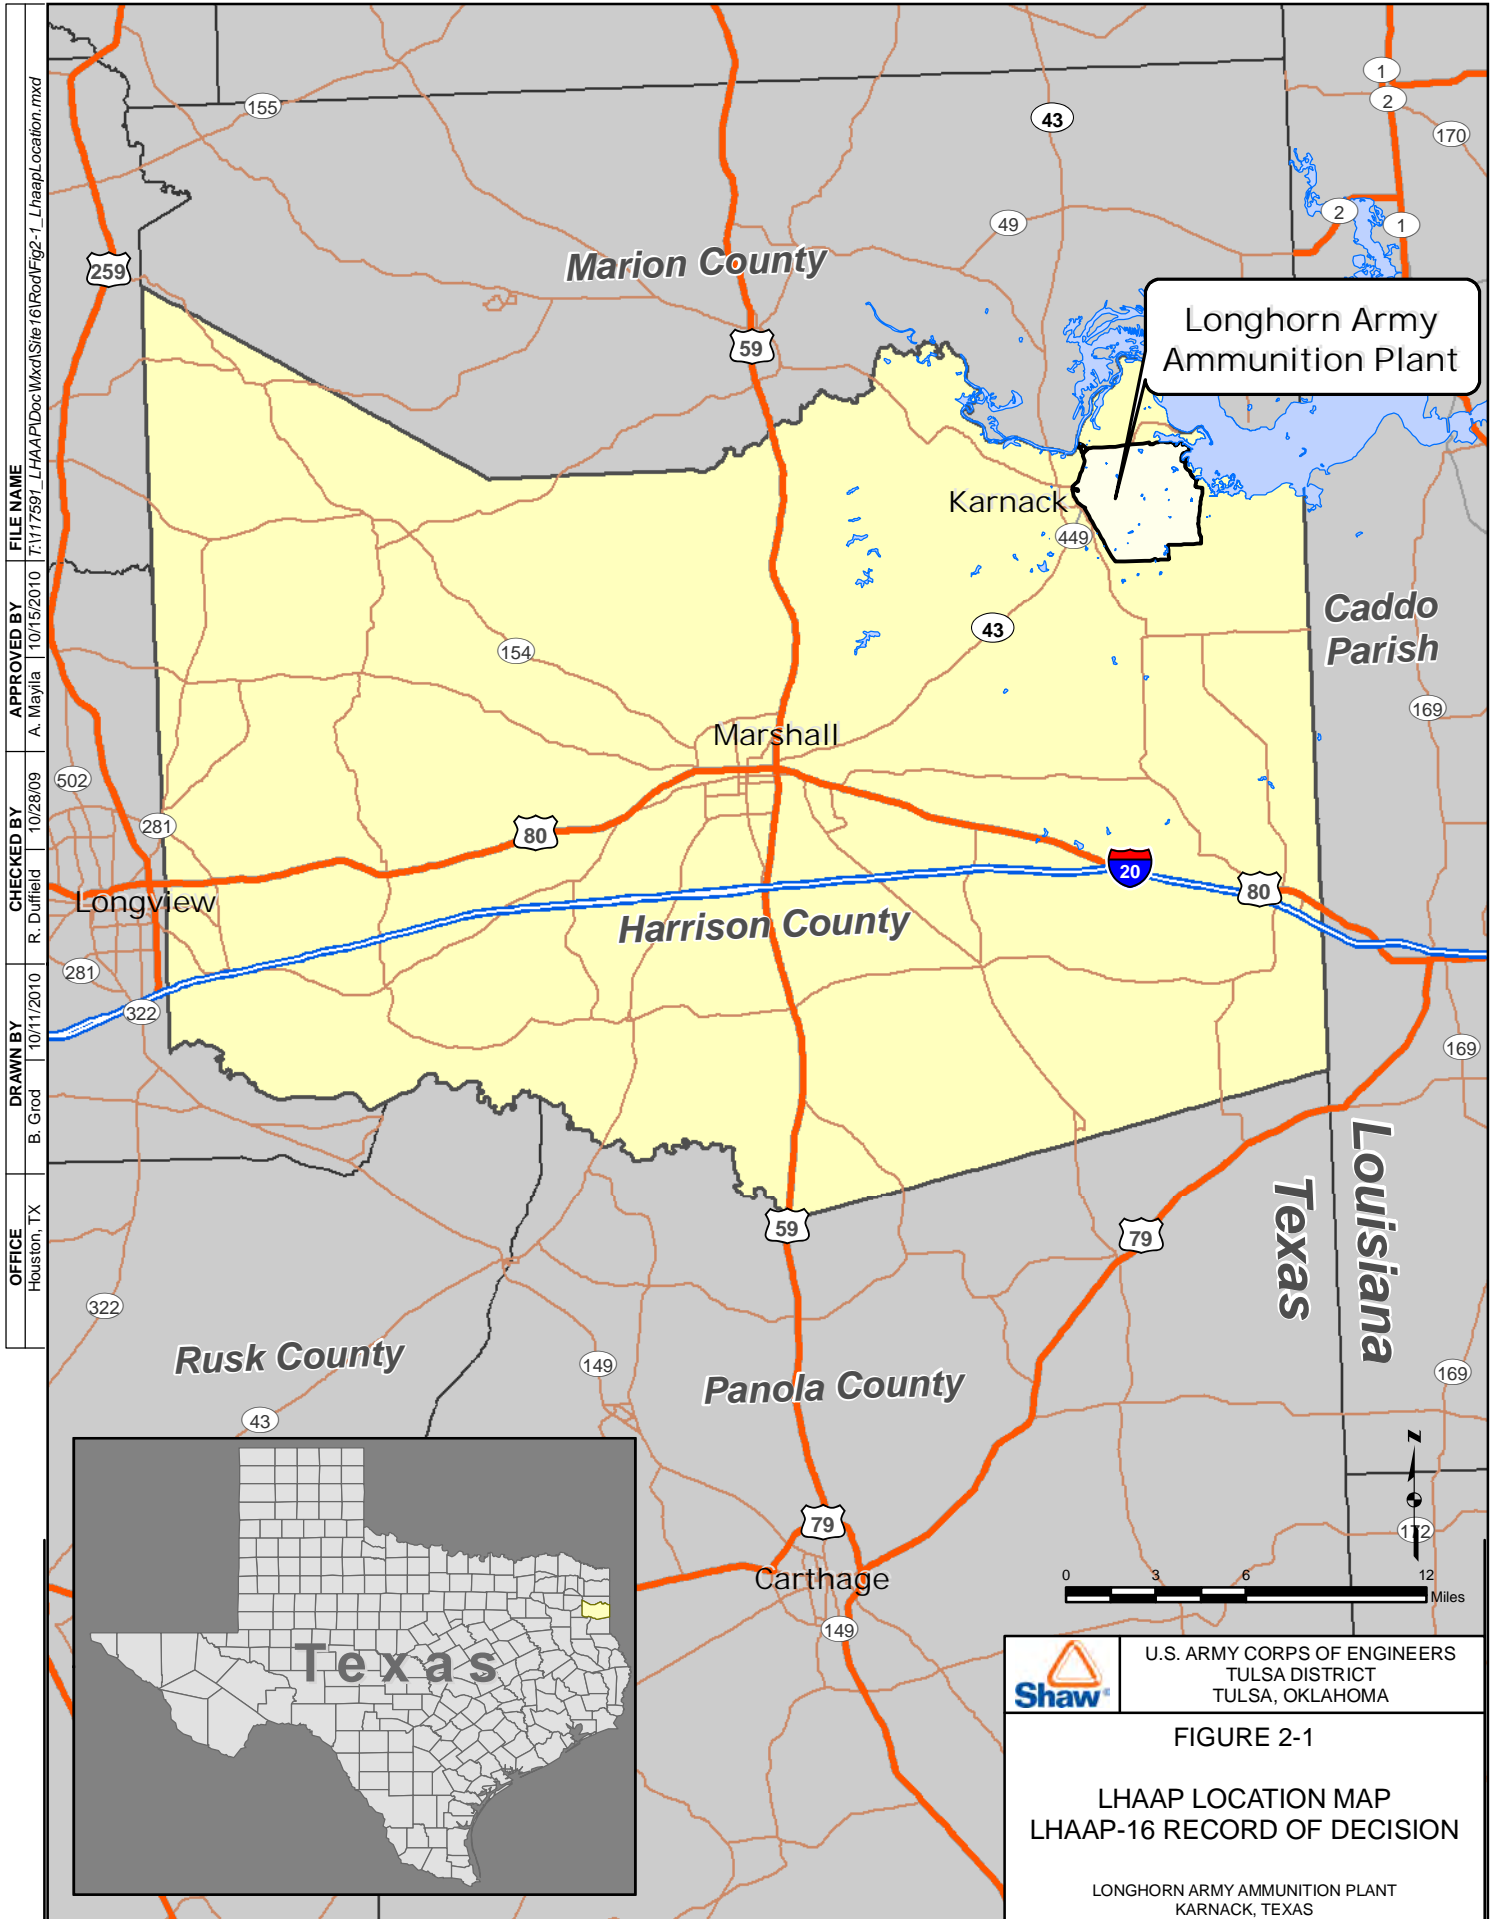 155
43
1
2
170
49
2
1
259
Marion County
59
Longhorn Army
Ammunition Plant
Karnack
449
43
Caddo
Parish
154
169
Marshall
502
281
80
20
80
Longview
Harrison County
281
322
169
Louisiana
Texas
59
79
322
Rusk County
149
Panola County
169
43
N
79
172
Carthage
0 3 6 12
Miles
149
Texas
Shaw
U.S. ARMY CORPS OF ENGINEERS
TULSA DISTRICT
TULSA, OKLAHOMA
FIGURE 2-1
LHAAP LOCATION MAP
LHAAP-16 RECORD OF DECISION
LONGHORN ARMY AMMUNITION PLANT
KARNACK, TEXAS
OFFICE
Houston, TX
DRAWN BY
B. Grod 10/11/2010
CHECKED BY
R. Duffield 10/28/09
APPROVED BY
A. Mayila 10/15/2010
FILE NAME
T:\117591_LHAAP\Doc\Mxd\Site16\Rod\Fig2-1_LhaapLocation.mxd